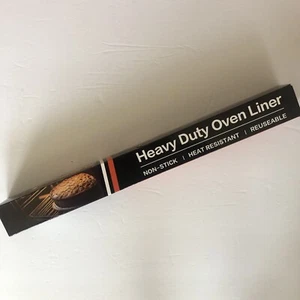 Heavy Duty Oven Liner
NON-STICK | HEAT RESISTANT | REUSEABLE